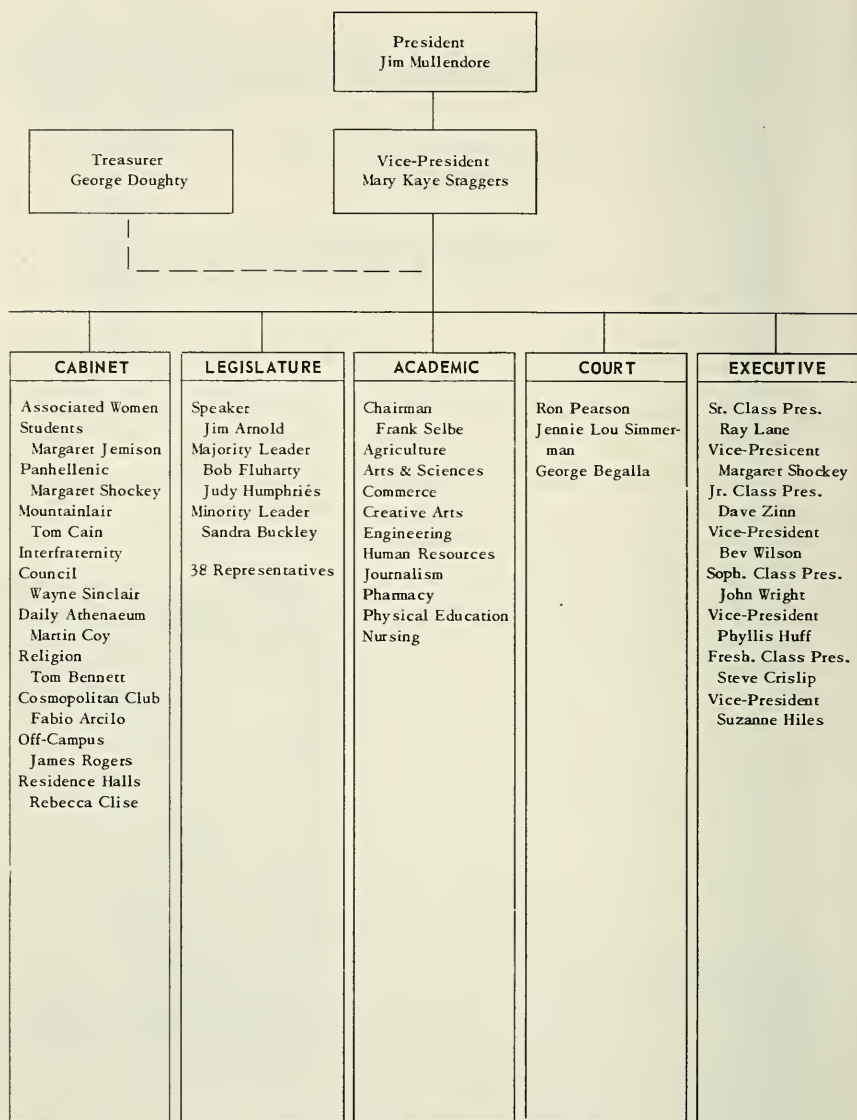 President
Jim Mullendore
Treasurer
George Doughty
Vice-President
Mary Kaye Staggers
CABINET
Associated Women
Students
Margaret Jemison
Panhellenic
Margaret Shockey
Mountainlair
Tom Cain
Interfraternity
Council
Wayne Sinclair
Daily Athenaeum
Martin Coy
Religion
Tom Bennett
Cosmopolitan Club
Fabio Arcilo
Off-Campus
James Rogers
Residence Halls
Rebecca Clise
LEGISLATURE
Speaker
Jim Arnold
Majority Leader
Bob Fluharty
Judy Humphriés
Minority Leader
Sandra Buckley
38 Representatives
ACADEMIC
Chairman
Frank Selbe
Agriculture
Arts & Sciences
Commerce
Creative Arts
Engineering
Human Resources
Journalism
Pharmacy
Physical Education
Nursing
COURT
Ron Pearson
Jennie Lou Simmer-
man
George Begalla
EXECUTIVE
Sr. Class Pres.
Ray Lane
Vice-Presicent
Margaret Shockey
Jr. Class Pres.
Dave Zinn
Vice-President
Bev Wilson
Soph. Class Pres.
John Wright
Vice-President
Phyllis Huff
Fresh. Class Pres.
Steve Crislip
Vice-President
Suzanne Hiles